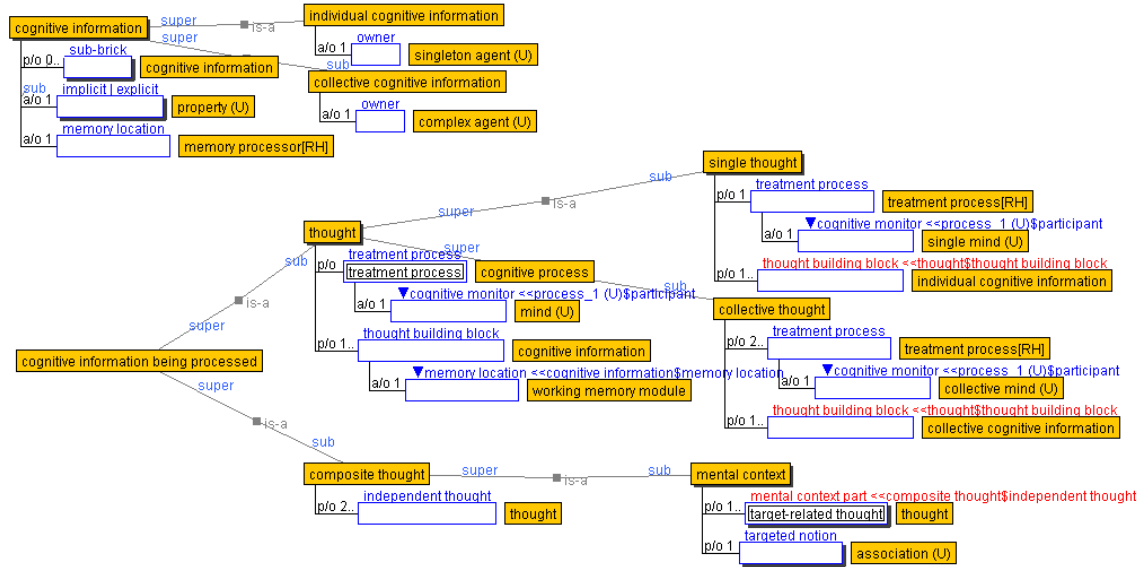 cognitive information
super
is-a
super
sub
individual cognitive information
a/o 1
owner
singleton agent (U)
sub
collective cognitive information
a/o 1
owner
complex agent (U)
p/o 0..
sub-brick
cognitive information
sub
a/o 1
implicit | explicit
property (U)
a/o 1
memory location
memory processor[RH]
cognitive information being processed
super
is-a
sub
super
is-a
sub
thought
super
is-a
sub
super
sub
p/o
treatment process
treatment process
cognitive process
a/o 1
▼cognitive monitor <<process_1 (U)$participant
mind (U)
p/o 1..
thought building block
cognitive information
a/o 1
▼memory location <<cognitive information$memory location
working memory module
single thought
p/o 1
treatment process
treatment process[RH]
a/o 1
▼cognitive monitor <<process_1 (U)$participant
single mind (U)
p/o 1..
thought building block <<thought$thought building block
individual cognitive information
collective thought
p/o 2..
treatment process
treatment process[RH]
a/o 1
▼cognitive monitor <<process_1 (U)$participant
collective mind (U)
p/o 1..
thought building block <<thought$thought building block
collective cognitive information
composite thought
super
is-a
sub
p/o 2..
independent thought
thought
mental context
p/o 1..
mental context part <<composite thought$independent thought
target-related thought
thought
p/o 1
targeted notion
association (U)